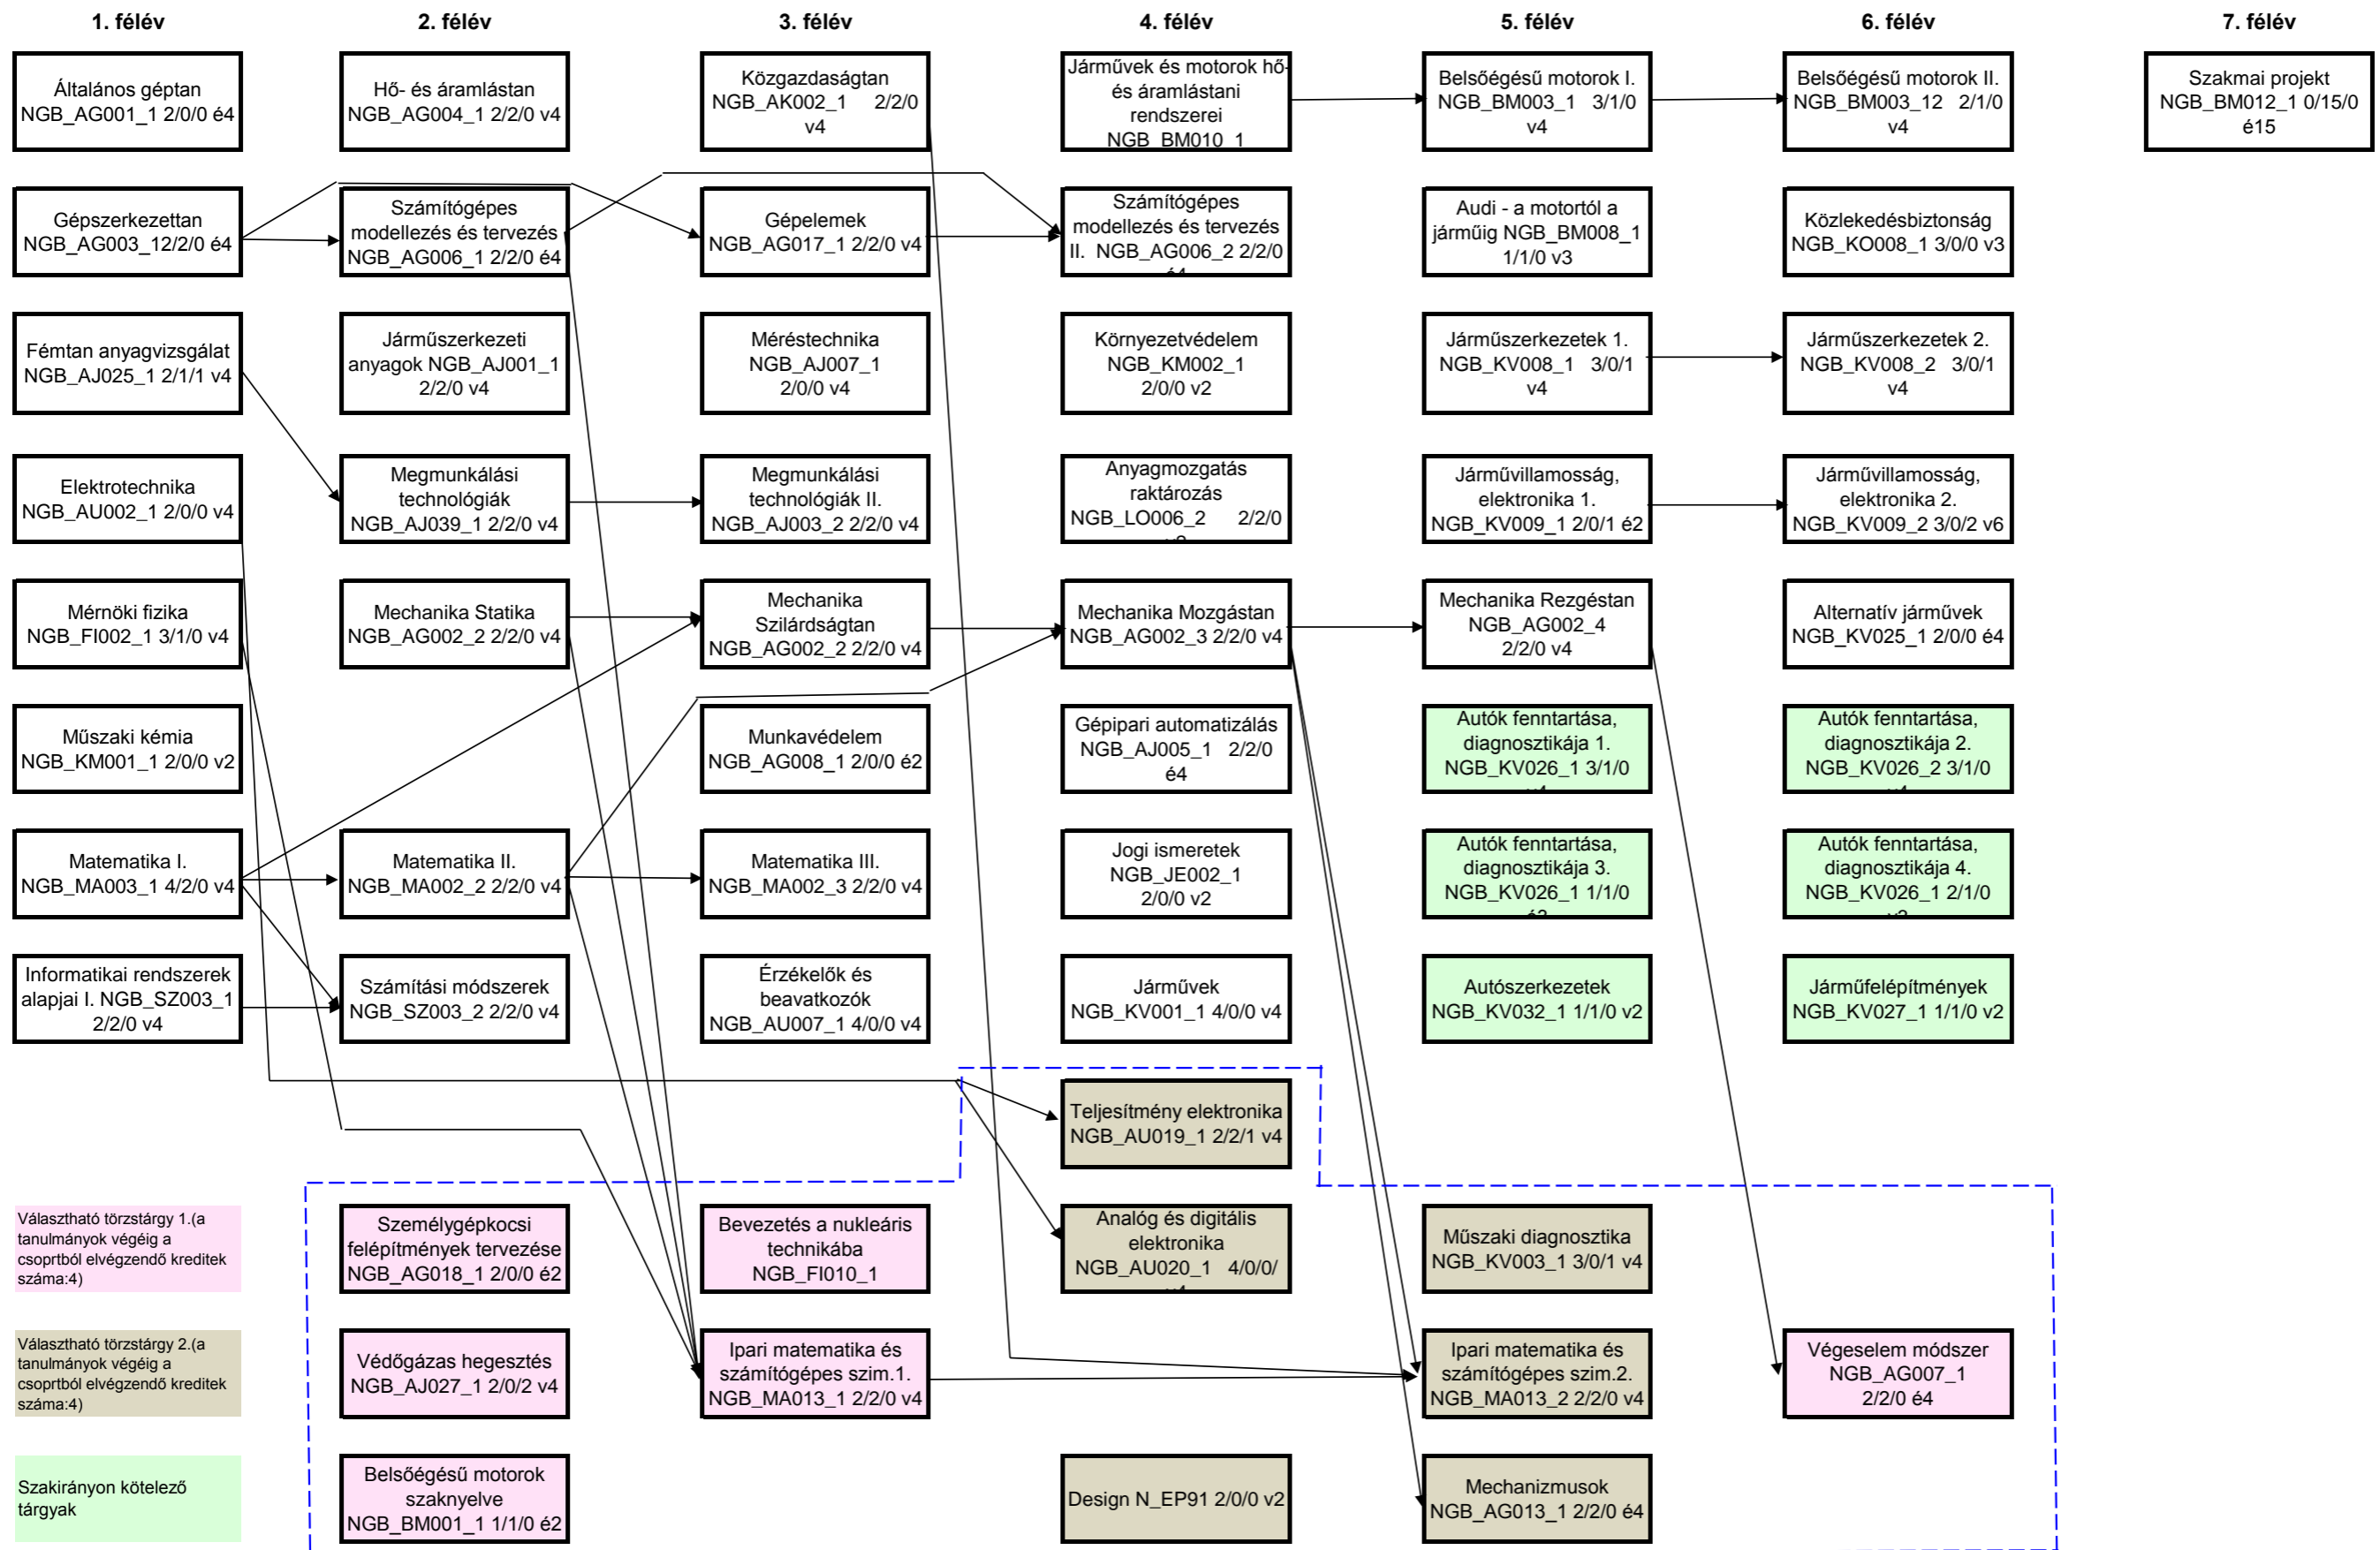 1. félév
2. félév
3. félév
4. félév
5. félév
6. félév
7. félév
Általános géptan
NGB_AG001_1 2/0/0 é4
Hő- és áramlástan
NGB_AG004_1 2/2/0 v4
Közgazdaságtan
NGB_AK002_1 2/2/0
v4
Járművek és motorok hő-
és áramlástani
rendszerei
NGB_BM010_1
Belsőégésű motorok I.
NGB_BM003_1 3/1/0
v4
Belsőégésű motorok II.
NGB_BM003_12 2/1/0
v4
Szakmai projekt
NGB_BM012_1 0/15/0
é15
Gépszerkezettan
NGB_AG003_12/2/0 é4
Számítógépes
modellezés és tervezés
NGB_AG006_1 2/2/0 é4
Gépelemek
NGB_AG017_1 2/2/0 v4
Számítógépes
modellezés és tervezés
II. NGB_AG006_2 2/2/0
é4
Audi - a motortól a
járműig NGB_BM008_1
1/1/0 v3
Közlekedésbiztonság
NGB_KO008_1 3/0/0 v3
Fémtan anyagvizsgálat
NGB_AJ025_1 2/1/1 v4
Járműszerkezeti
anyagok NGB_AJ001_1
2/2/0 v4
Méréstechnika
NGB_AJ007_1
2/0/0 v4
Környezetvédelem
NGB_KM002_1
2/0/0 v2
Járműszerkezetek 1.
NGB_KV008_1 3/0/1
v4
Járműszerkezetek 2.
NGB_KV008_2 3/0/1
v4
Elektrotechnika
NGB_AU002_1 2/0/0 v4
Megmunkálási
technológiák
NGB_AJ039_1 2/2/0 v4
Megmunkálási
technológiák II.
NGB_AJ003_2 2/2/0 v4
Anyagmozgatás
raktározás
NGB_LO006_2 2/2/0
Járművillamosság,
elektronika 1.
NGB_KV009_1 2/0/1 é2
Járművillamosság,
elektronika 2.
NGB_KV009_2 3/0/2 v6
Mérnöki fizika
NGB_FI002_1 3/1/0 v4
Mechanika Statika
NGB_AG002_2 2/2/0 v4
Mechanika
Szilárdságtan
NGB_AG002_2 2/2/0 v4
Mechanika Mozgástan
NGB_AG002_3 2/2/0 v4
Mechanika Rezgéstan
NGB_AG002_4
2/2/0 v4
Alternatív járművek
NGB_KV025_1 2/0/0 é4
Műszaki kémia
NGB_KM001_1 2/0/0 v2
Munkavédelem
NGB_AG008_1 2/0/0 é2
Gépipari automatizálás
NGB_AJ005_1 2/2/0
é4
Autók fenntartása,
diagnosztikája 1.
NGB_KV026_1 3/1/0
Autók fenntartása,
diagnosztikája 2.
NGB_KV026_2 3/1/0
Matematika I.
NGB_MA003_1 4/2/0 v4
Matematika II.
NGB_MA002_2 2/2/0 v4
Matematika III.
NGB_MA002_3 2/2/0 v4
Jogi ismeretek
NGB_JE002_1
2/0/0 v2
Autók fenntartása,
diagnosztikája 3.
NGB_KV026_1 1/1/0
Autók fenntartása,
diagnosztikája 4.
NGB_KV026_1 2/1/0
Informatikai rendszerek
alapjai I. NGB_SZ003_1
2/2/0 v4
Számítási módszerek
NGB_SZ003_2 2/2/0 v4
Érzékelők és
beavatkozók
NGB_AU007_1 4/0/0 v4
Járművek
NGB_KV001_1 4/0/0 v4
Autószerkezetek
NGB_KV032_1 1/1/0 v2
Járműfelépítmények
NGB_KV027_1 1/1/0 v2
Teljesítmény elektronika
NGB_AU019_1 2/2/1 v4
Választható törzstárgy 1.(a
tanulmányok végéig a
csoprtból elvégzendő kreditek
száma:4)
Személygépkocsi
felépítmények tervezése
NGB_AG018_1 2/0/0 é2
Bevezetés a nukleáris
technikába
NGB_FI010_1
Analóg és digitális
elektronika
NGB_AU020_1 4/0/0/
Műszaki diagnosztika
NGB_KV003_1 3/0/1 v4
Választható törzstárgy 2.(a
tanulmányok végéig a
csoprtból elvégzendő kreditek
száma:4)
Védőgázas hegesztés
NGB_AJ027_1 2/0/2 v4
Ipari matematika és
számítógépes szim.1.
NGB_MA013_1 2/2/0 v4
Ipari matematika és
számítógépes szim.2.
NGB_MA013_2 2/2/0 v4
Végeselem módszer
NGB_AG007_1
2/2/0 é4
Szakirányon kötelező
tárgyak
Belsőégésű motorok
szaknyelve
NGB_BM001_1 1/1/0 é2
Design N_EP91 2/0/0 v2
Mechanizmusok
NGB_AG013_1 2/2/0 é4